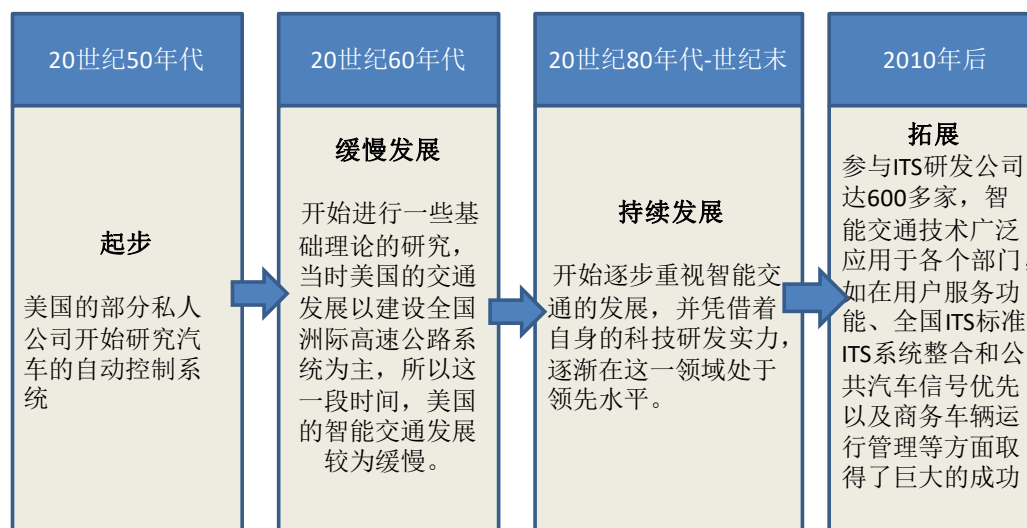 20世纪50年代
起步
美国的部分私人
公司开始研究汽
车的自动控制系
统
20世纪60年代
缓慢发展
开始进行一些基
础理论的研究，
当时美国的交通
发展以建设全国
洲际高速公路系
统为主，所以这
一段时间，美国
的智能交通发展
较为缓慢。
20世纪80年代-世纪末
持续发展
开始逐步重视智能交
通的发展，并凭借着
自身的科技研发实力，
逐渐在这一领域处于
领先水平。
2010年后
拓展
参与ITS研发公司
达600多家，智
能交通技术广泛
应用于各个部门，
如在用户服务功
能、全国ITS标准
ITS系统整合和公
共汽车信号优先
以及商务车辆运
行管理等方面取
得了巨大的成功